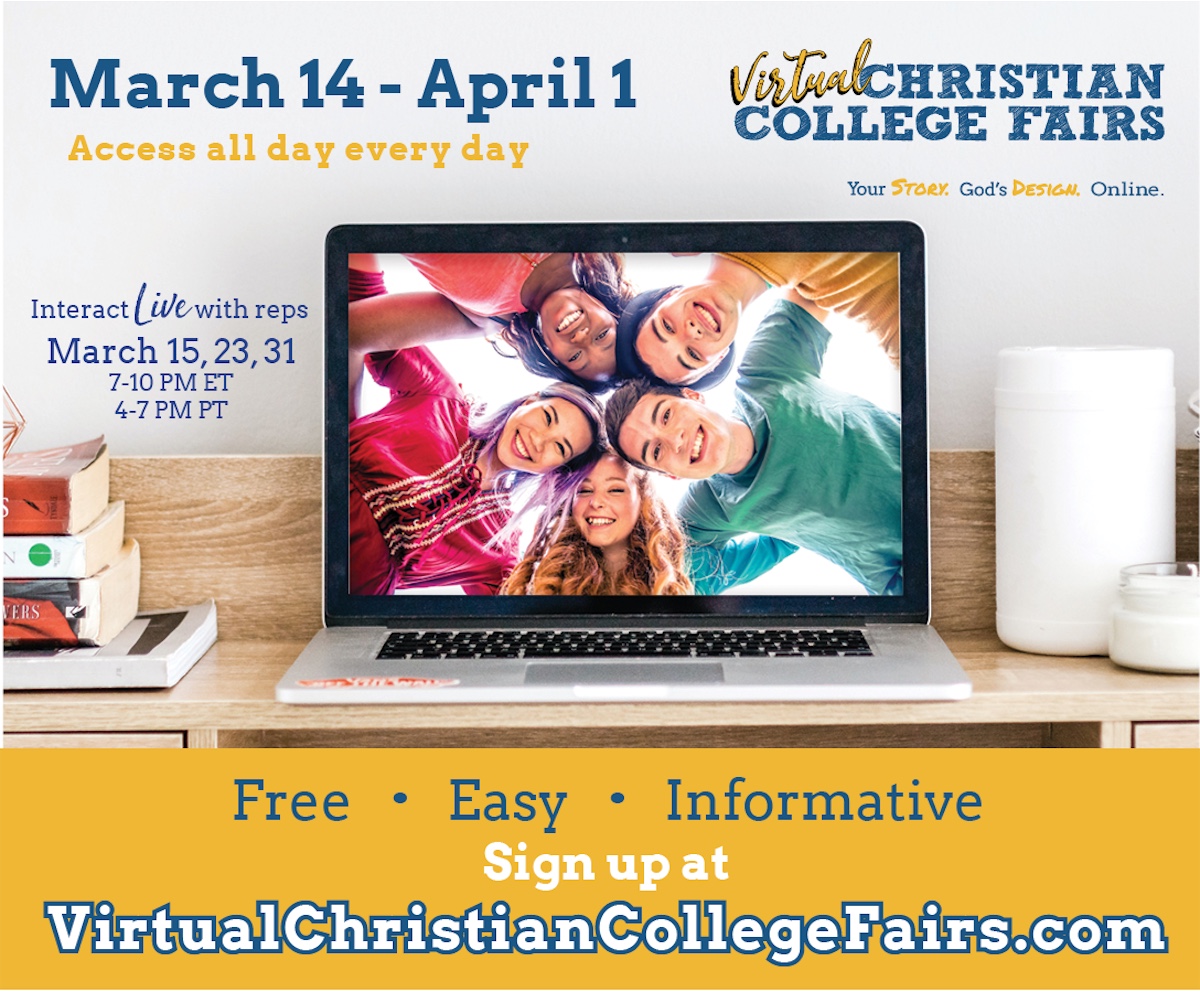 March 14 - April 1
Access all day every day
Virtual CHRISTIAN
COLLEGE FAIRS
Your STORY. God's DESIGN. Online.
Interact Live with reps
March 15, 23, 31
7-10 PM ET
4-7 PM PT
Free • Easy • Informative
Sign up at
VirtualChristianCollegeFairs.com